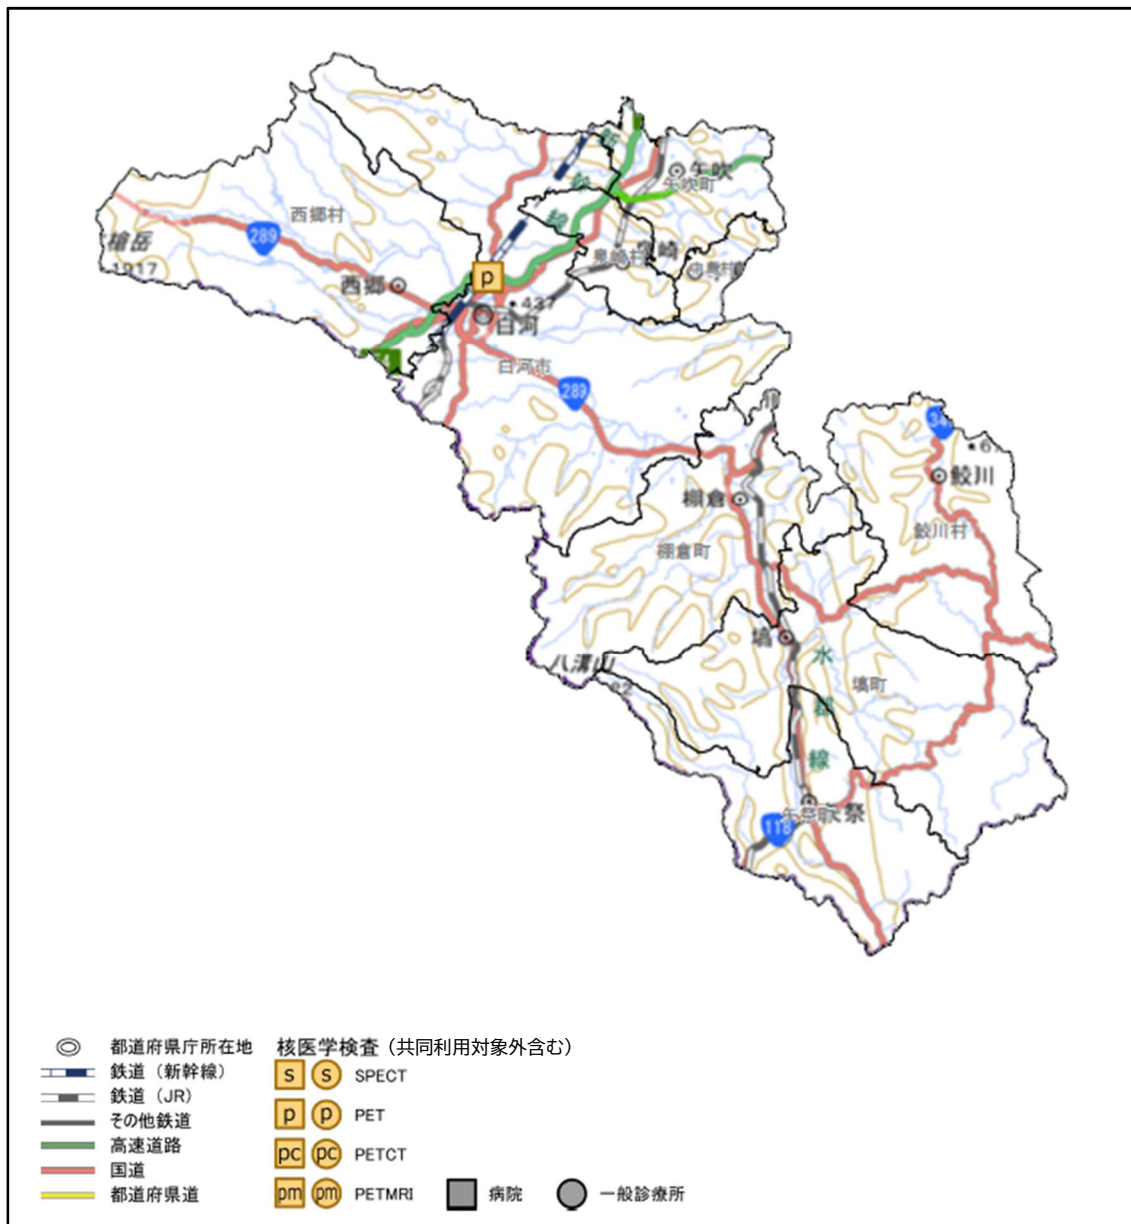 新
矢吹
矢吹町
幹
線
西郷村
289
泉崎
泉崎村
中島村
1917
西郷
p
437
白河
白河市
289
鮫川
鮫川村
棚倉
棚倉町
塙
水
八溝山
塙町
郡
線
矢祭町
118
都道府県庁所在地
鉄道（新幹線）
鉄道（JR）
その他鉄道
高速道路
国道
都道府県道
核医学検査（共同利用対象外含む）
s s SPECT
p p PET
pc pc PETCT
pm pm PETMRI
病院
一般診療所